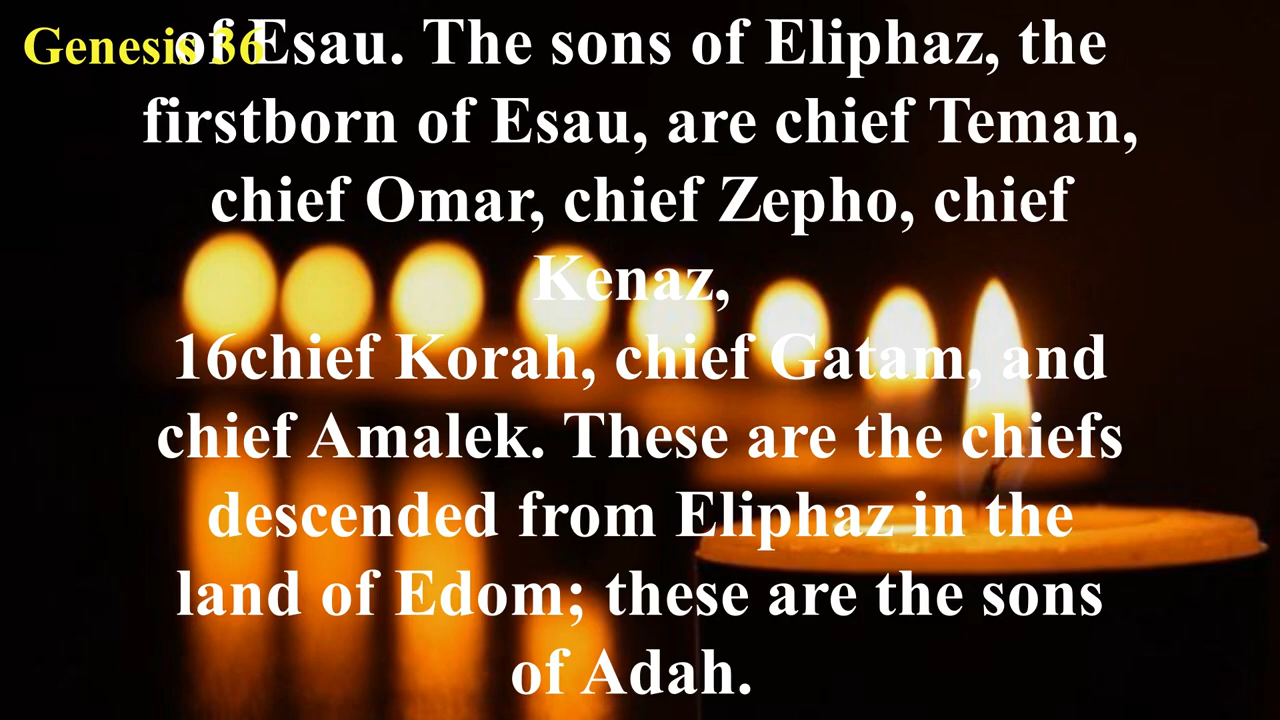 Genesis 36
of Esau. The sons of Eliphaz, the
firstborn of Esau, are chief Teman,
chief Omar, chief Zepho, chief
Kenaz,
16chief Korah, chief Gatam, and
chief Amalek. These are the chiefs
descended from Eliphaz in the
land of Edom; these are the sons
of Adah.